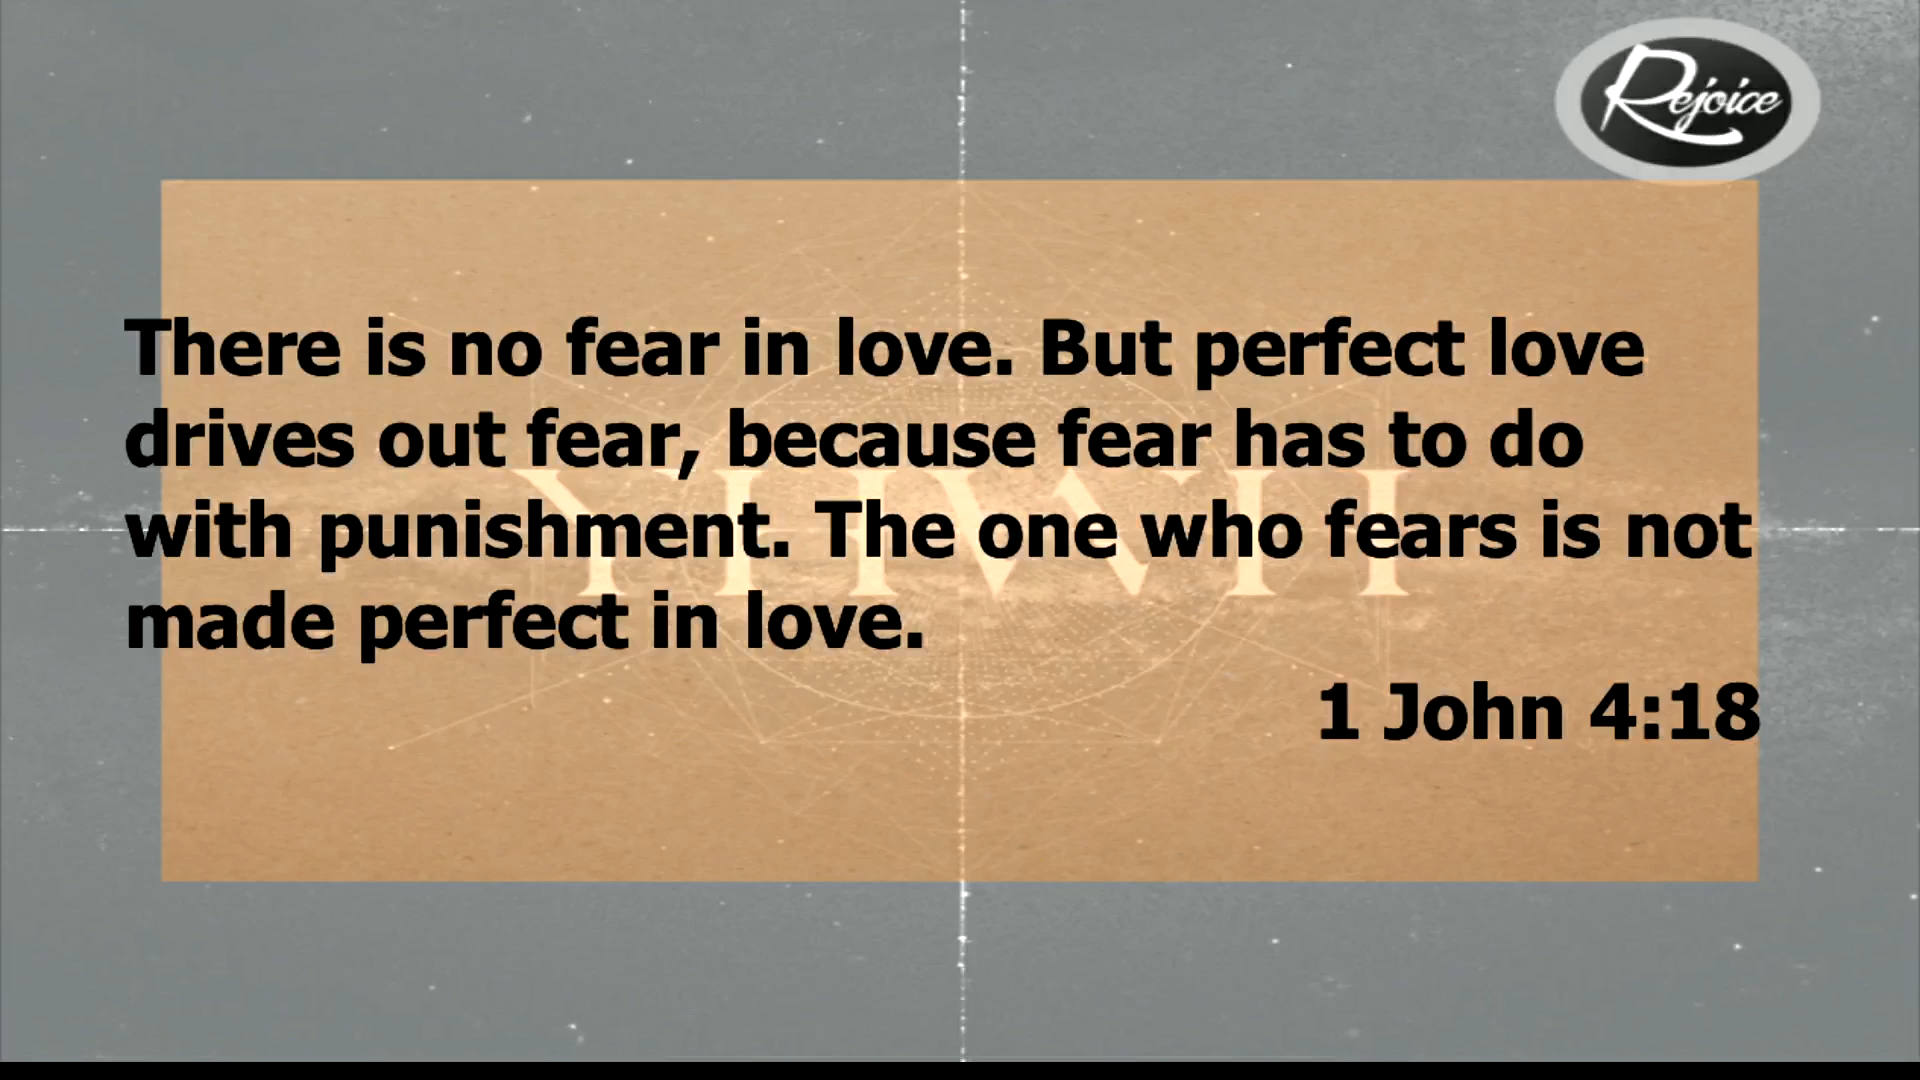 Rejoice
There is no fear in love. But perfect love
drives out fear, because fear has to do
YHWH
with punishment. The one who fears is not
made perfect in love.
1 John 4:18